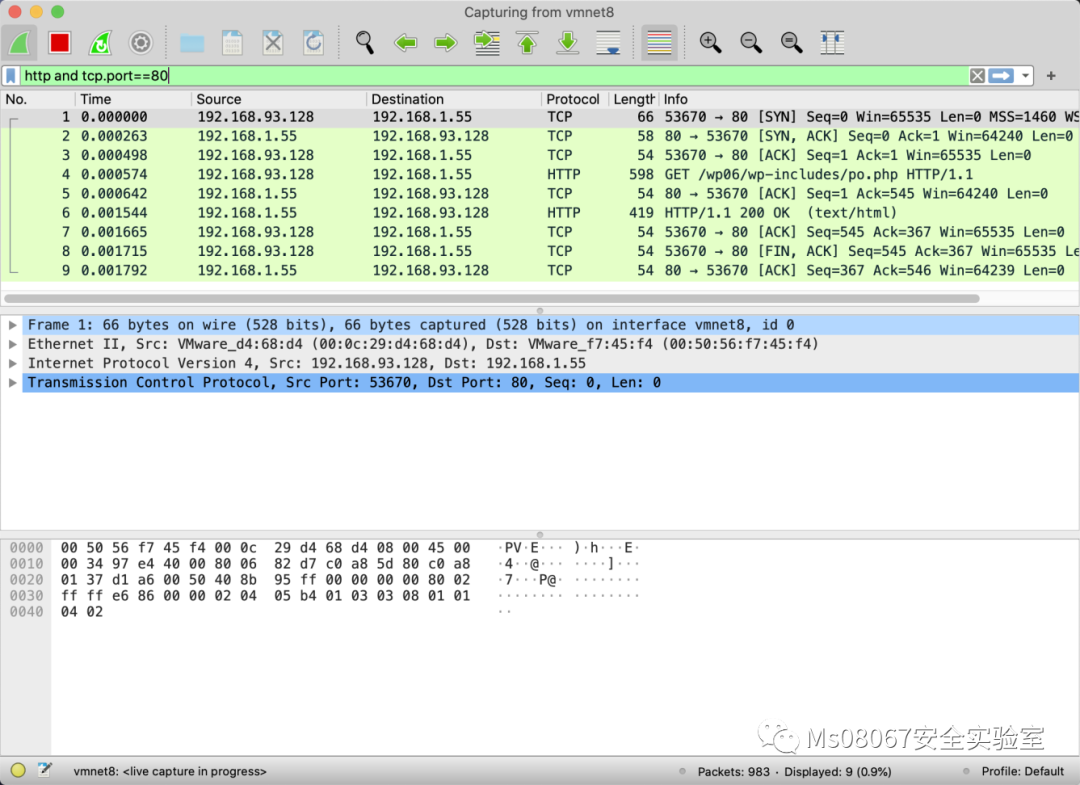 Capturing from vmnet8
http and tcp.port==80
No. Time Source Destination Protocol Length Info
1 0.000000 192.168.93.128 192.168.1.55 TCP 66 53670 → 80 [SYN] Seq=0 Win=65535 Len=0 MSS=1460 WS
2 0.000263 192.168.1.55 192.168.93.128 TCP 58 80 → 53670 [SYN, ACK] Seq=0 Ack=1 Win=64240 Len=0
3 0.000498 192.168.93.128 192.168.1.55 TCP 54 53670 → 80 [ACK] Seq=1 Ack=1 Win=65535 Len=0
4 0.000574 192.168.93.128 192.168.1.55 HTTP 598 GET /wp06/wp-includes/po.php HTTP/1.1
5 0.000642 192.168.1.55 192.168.93.128 TCP 54 80 → 53670 [ACK] Seq=1 Ack=545 Win=64240 Len=0
6 0.001544 192.168.1.55 192.168.93.128 HTTP 419 HTTP/1.1 200 OK (text/html)
7 0.001665 192.168.93.128 192.168.1.55 TCP 54 53670 → 80 [ACK] Seq=545 Ack=367 Win=65535 Len=0
8 0.001715 192.168.93.128 192.168.1.55 TCP 54 53670 → 80 [FIN, ACK] Seq=545 Ack=367 Win=65535 Le
9 0.001792 192.168.1.55 192.168.93.128 TCP 54 80 → 53670 [ACK] Seq=367 Ack=546 Win=64239 Len=0
Frame 1: 66 bytes on wire (528 bits), 66 bytes captured (528 bits) on interface vmnet8, id 0
Ethernet II, Src: VMware_d4:68:d4 (00:0c:29:d4:68:d4), Dst: VMware_f7:45:f4 (00:50:56:f7:45:f4)
Internet Protocol Version 4, Src: 192.168.93.128, Dst: 192.168.1.55
Transmission Control Protocol, Src Port: 53670, Dst Port: 80, Seq: 0, Len: 0
0000 00 50 56 f7 45 f4 00 0c 29 d4 68 d4 08 00 45 00 ·PV·E··· )·h···E·
0010 00 34 97 e4 40 00 80 06 82 d7 c0 a8 5d 80 c0 a8 ·4··@··· ····]···
0020 01 37 d1 a6 00 50 40 8b 95 ff 00 00 00 00 80 02 ·7···P@· ········
0030 ff ff e6 86 00 00 02 04 05 b4 01 03 03 08 01 01 ········ ········
0040 04 02 ··
Ms08067安全实验室
vmnet8: <live capture in progress> Packets: 983 · Displayed: 9 (0.9%) Profile: Default